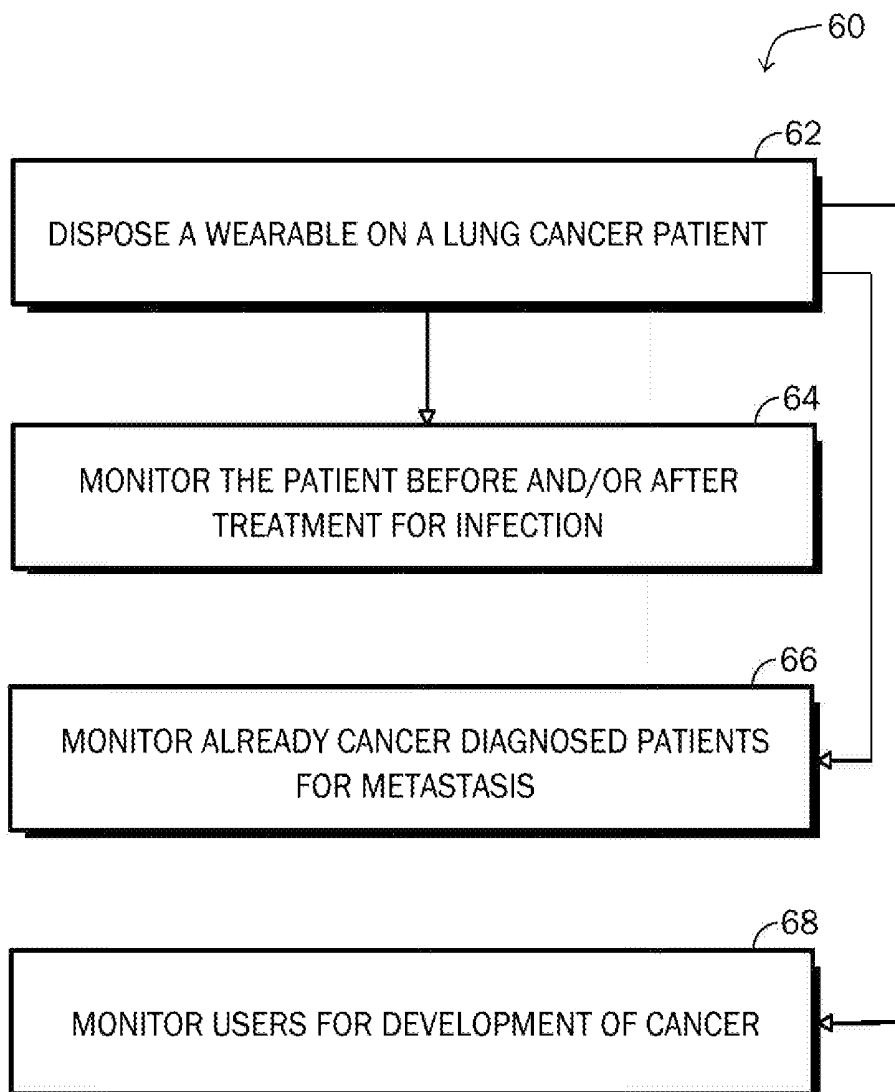 60
62
DISPOSE A WEARABLE ON A LUNG CANCER PATIENT
64
MONITOR THE PATIENT BEFORE AND/OR AFTER
TREATMENT FOR INFECTION
66
MONITOR ALREADY CANCER DIAGNOSED PATIENTS
FOR METASTASIS
68
MONITOR USERS FOR DEVELOPMENT OF CANCER